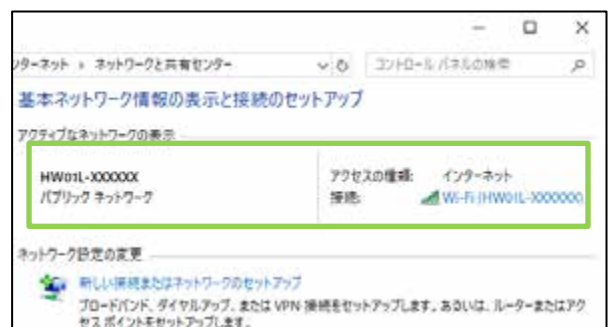 ンターネット › ネットワークと共有センター コントロール パネルの検索
基本ネットワーク情報の表示と接続のセットアップ
アクティブなネットワークの表示
HW01L-XXXXXX アクセスの種類: インターネット
パブリック ネットワーク 接続: Wi-Fi (HW01L-XXXXXX)
ネットワーク設定の変更
新しい接続またはネットワークのセットアップ
ブロードバンド、ダイヤルアップ、または VPN 接続をセットアップします。あるいは、ルーターまたはアク
セス ポイントをセットアップします。